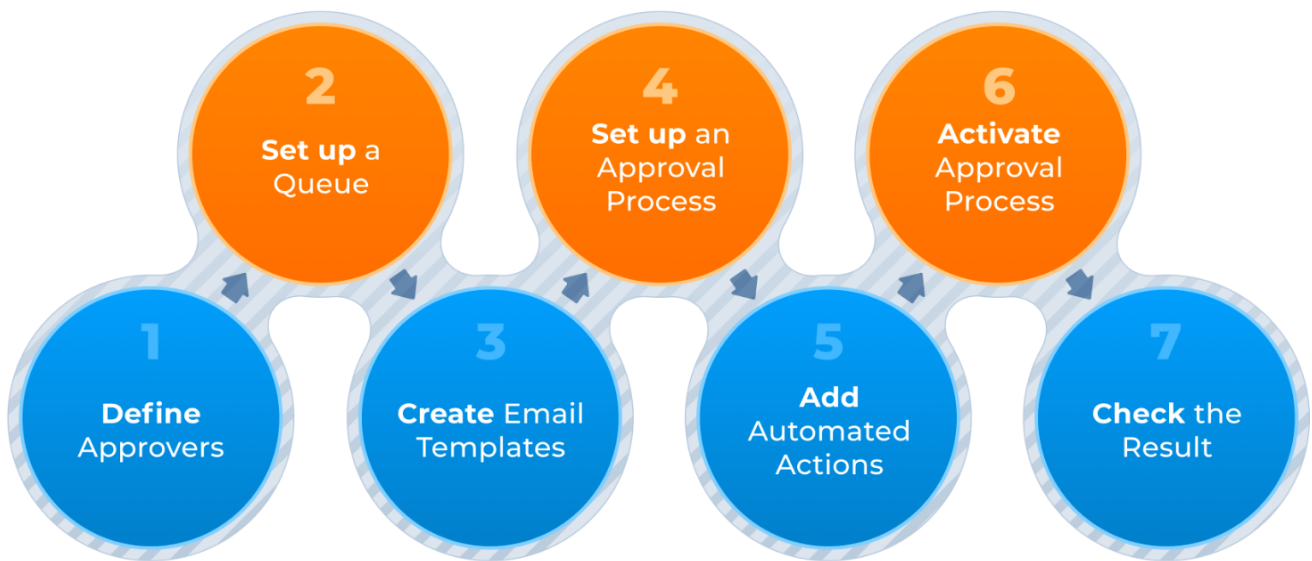 1
Define
Approvers
2
Set up a
Queue
3
Create Email
Templates
4
Set up an
Approval
Process
5
Add
Automated
Actions
6
Activate
Approval
Process
7
Check the
Result